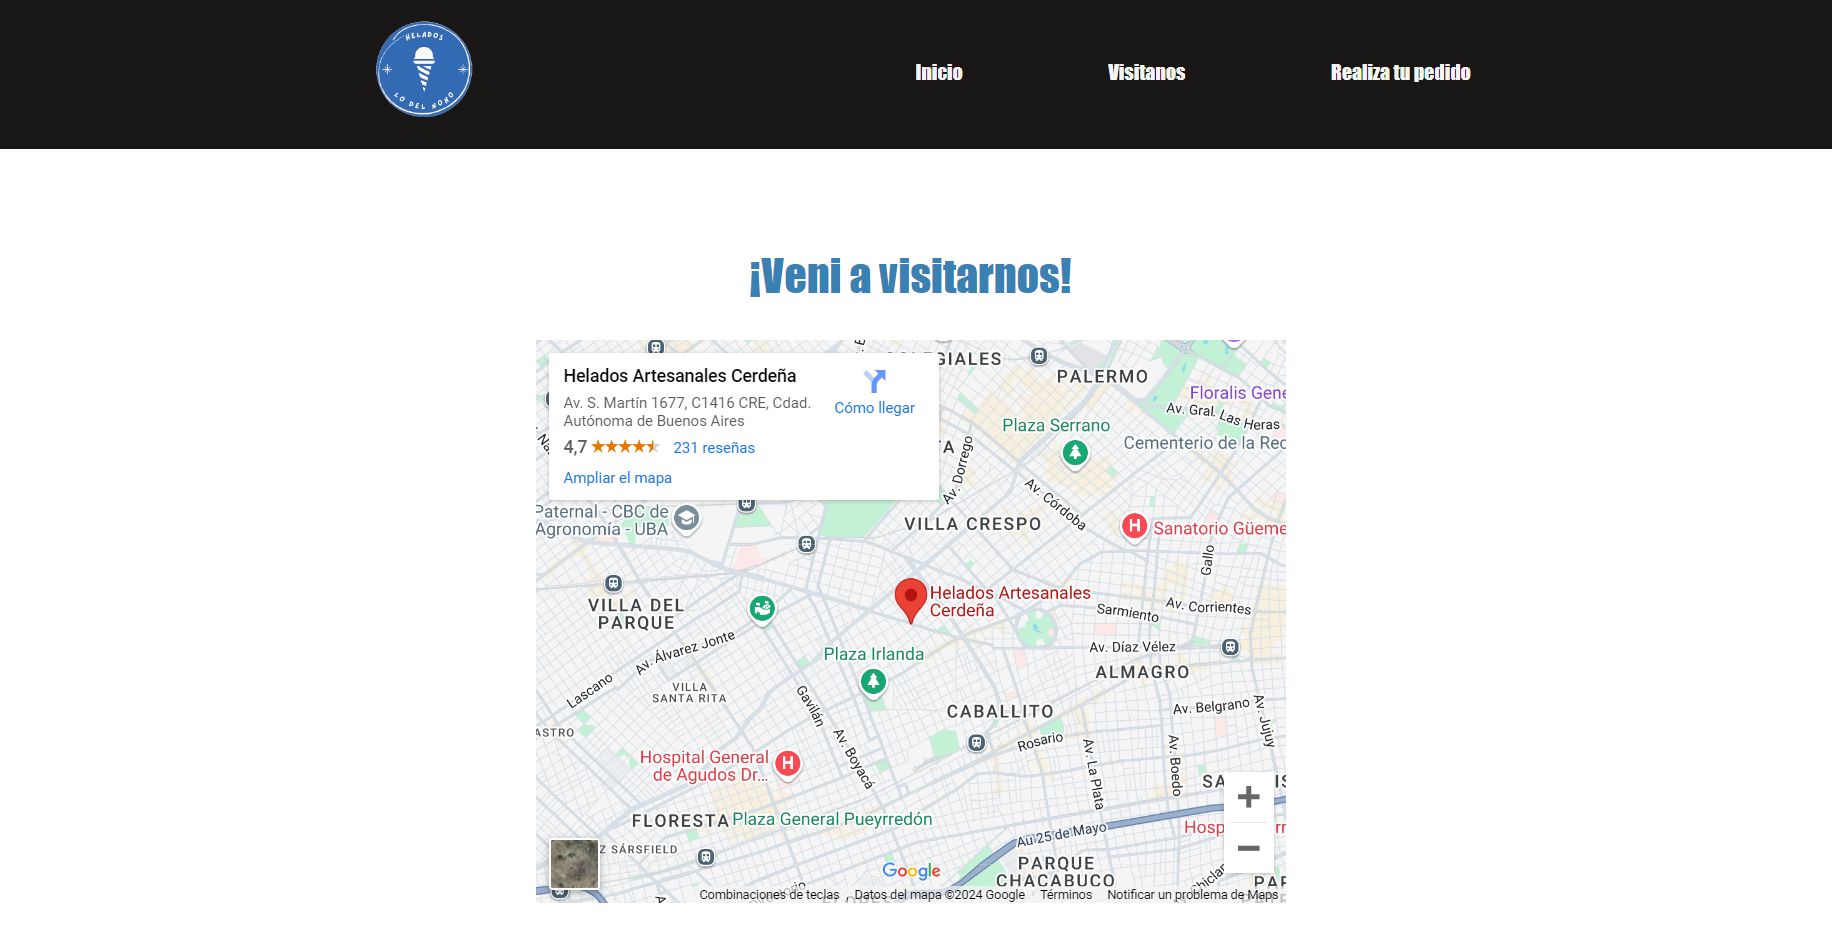 HELADOS
LO DEL NONO
Inicio
Visitanos
Realiza tu pedido
¡Veni a visitarnos!
Helados Artesanales Cerdeña
Av. S. Martín 1677, C1416 CRE, Cdad.
Autónoma de Buenos Aires
Cómo llegar
4,7
231 reseñas
Ampliar el mapa
PALERMO
Floralis Gene
Av. Gral. Las Heras
Plaza Serrano
Cementerio de la Rec
Av. Dorrego
Av. Córdoba
Paternal - CBC de
Agronomía - UBA
VILLA CRESPO
Sanatorio Güeme
Gallo
VILLA DEL
PARQUE
Helados Artesanales
Cerdeña
Sarmiento
Av. Corrientes
Av. Álvarez Jonte
Plaza Irlanda
Av. Díaz Vélez
ALMAGRO
Lascano
VILLA
SANTA RITA
Gavilán
CABALLITO
Av. Belgrano
Av. Jujuy
ASTRO
Rosario
Av. Boyacá
Av. La Plata
Av. Boedo
Hospital General
de Agudos Dr...
FLORESTA
Plaza General Pueyrredón
Au 25 de Mayo
Z SÁRSFIELD
Google
PARQUE
CHACABUCO
Combinaciones de teclas
Datos del mapa ©2024 Google
Términos
Notificar un problema de Maps